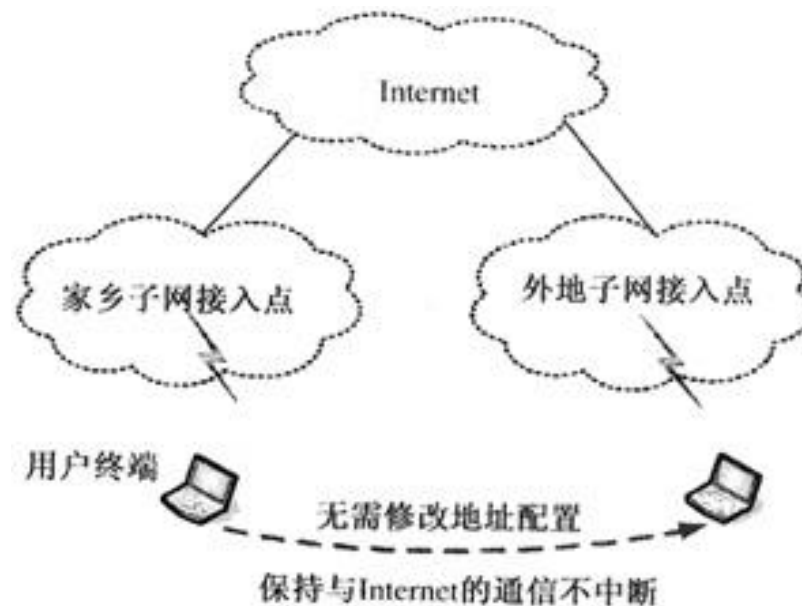 Internet
家乡子网接入点
外地子网接入点
用户终端
无需修改地址配置
保持与Internet的通信不中断